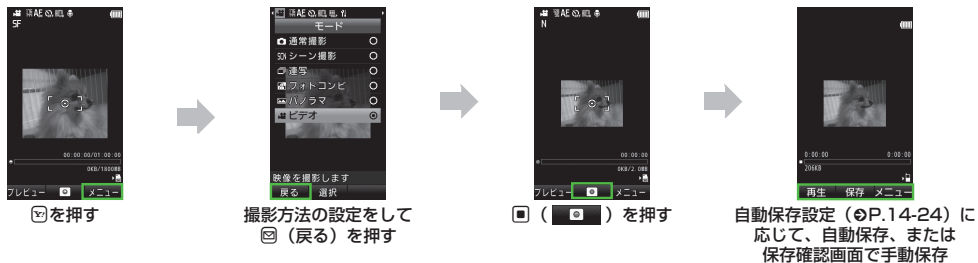 SF
00:00:00/01:00:00
0KB/1800MB
プレビュー メニュー
を押す
モード
通常撮影
シーン撮影
連写
フォトコンビ
パノラマ
ビデオ
映像を撮影します
戻る 選択
撮影方法の設定をして
(戻る)を押す
N
00:00:00
0KB/2.0MB
プレビュー メニュー
( )を押す
0:00:00 0:00:00
206KB
再生 保存 メニュー
自動保存設定(P.14-24)に
応じて、自動保存、または
保存確認画面で手動保存